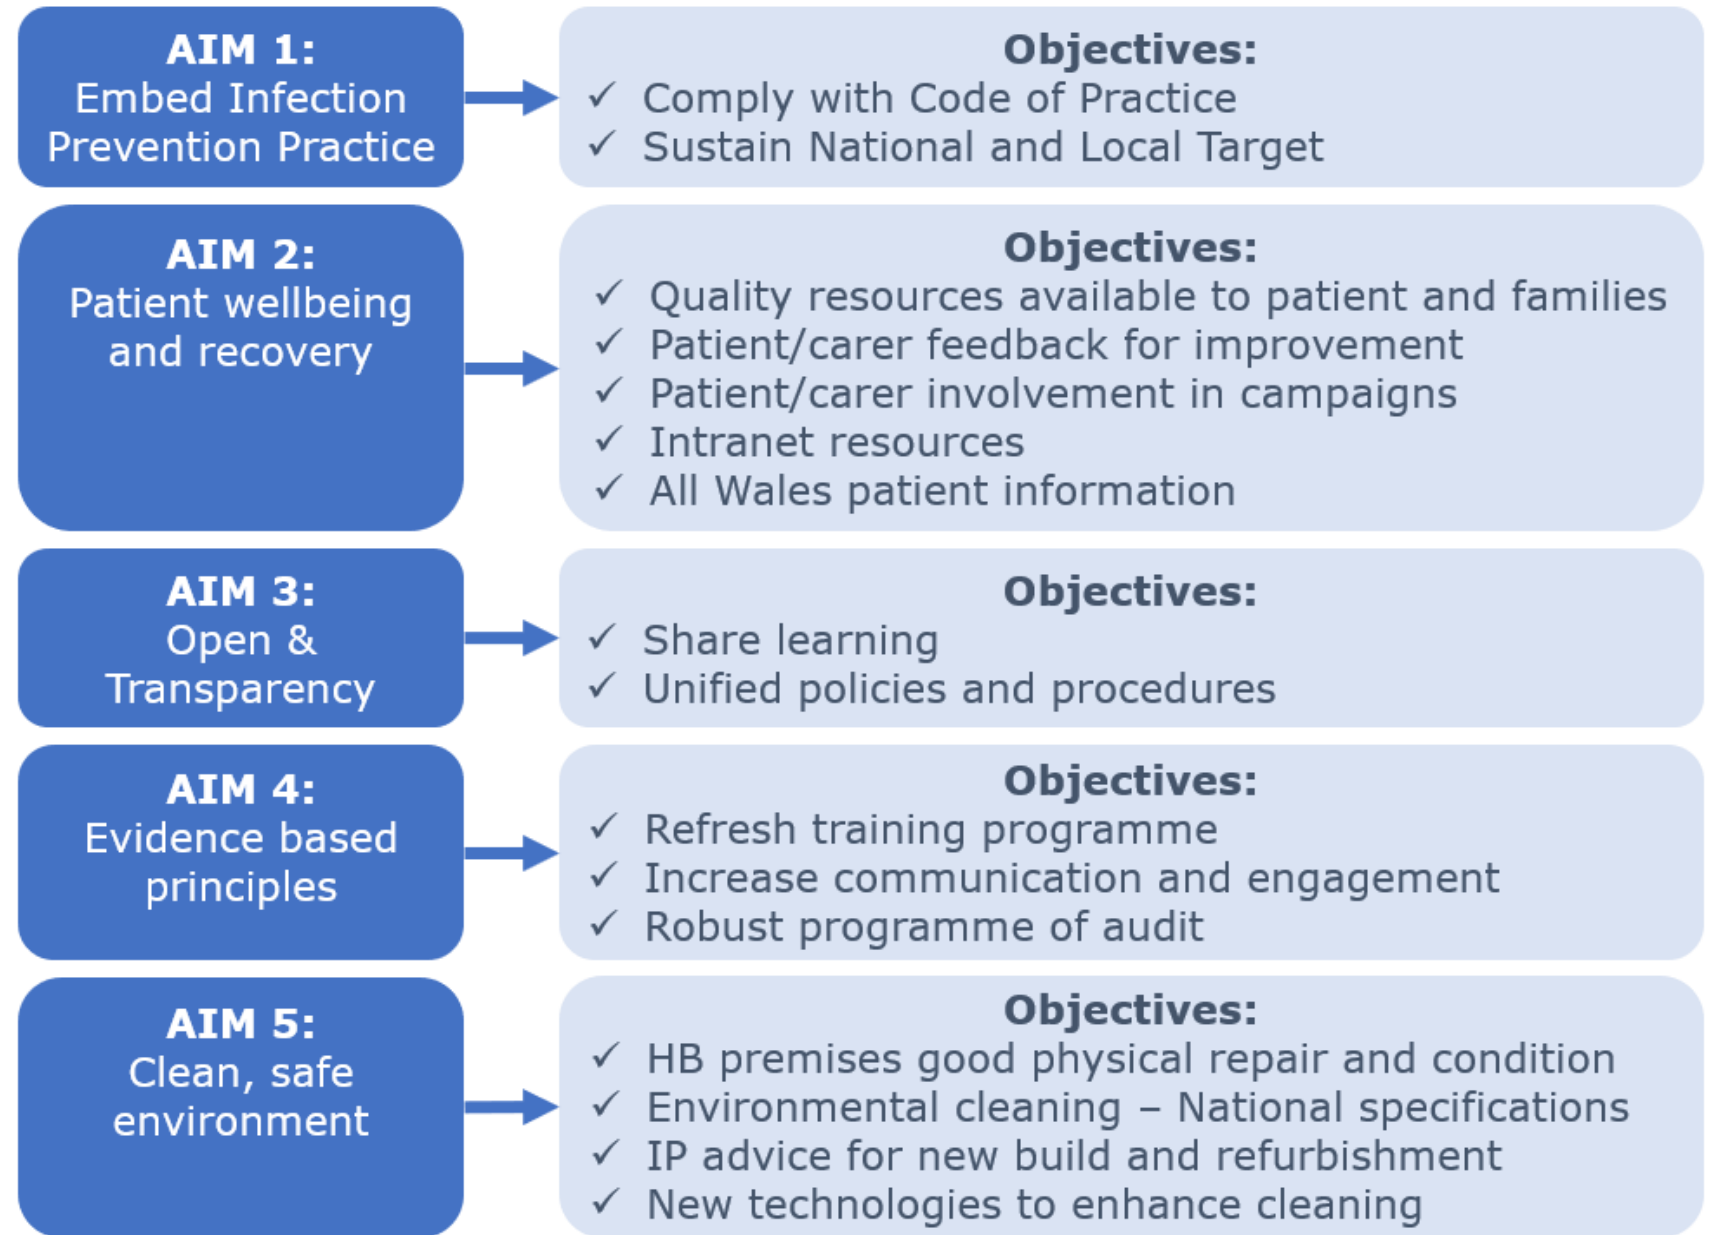 AIM 1:
Embed Infection
Prevention Practice
Objectives:
✓ Comply with Code of Practice
✓ Sustain National and Local Target
AIM 2:
Patient wellbeing
and recovery
Objectives:
✓ Quality resources available to patient and families
✓ Patient/carer feedback for improvement
✓ Patient/carer involvement in campaigns
✓ Intranet resources
✓ All Wales patient information
AIM 3:
Open &
Transparency
Objectives:
✓ Share learning
✓ Unified policies and procedures
AIM 4:
Evidence based
principles
Objectives:
✓ Refresh training programme
✓ Increase communication and engagement
✓ Robust programme of audit
AIM 5:
Clean, safe
environment
Objectives:
✓ HB premises good physical repair and condition
✓ Environmental cleaning – National specifications
✓ IP advice for new build and refurbishment
✓ New technologies to enhance cleaning